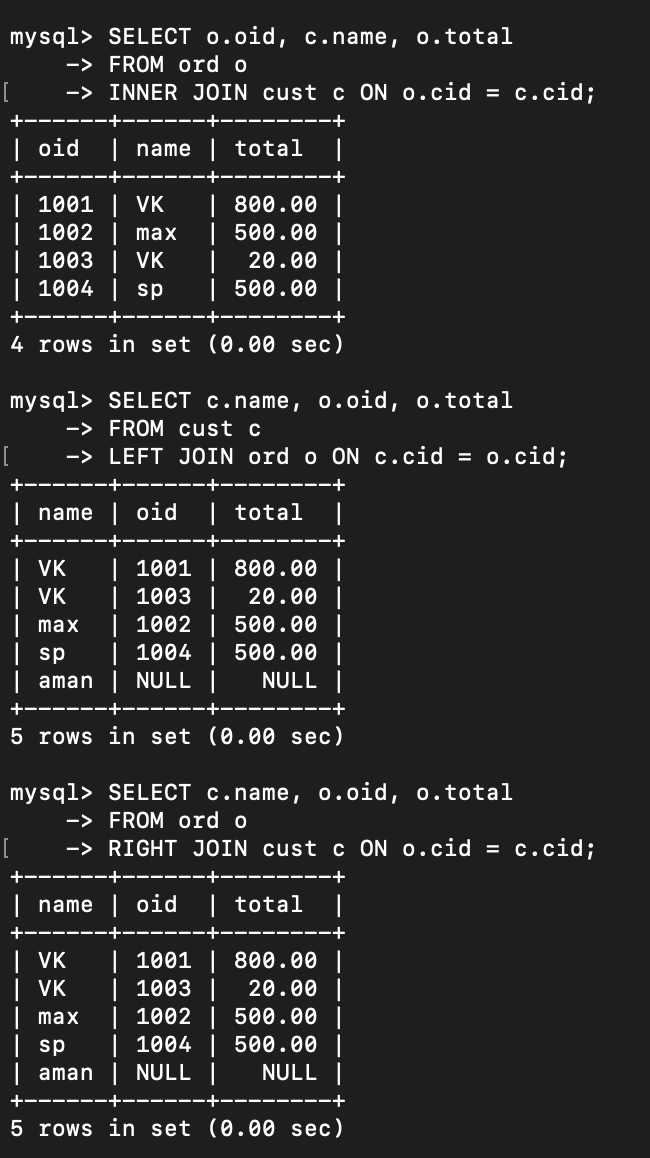 mysql> SELECT o.oid, c.name, o.total
    -> FROM ord o
[    -> INNER JOIN cust c ON o.cid = c.cid;
+------+------+--------+
| oid  | name | total  |
+------+------+--------+
| 1001 | VK   | 800.00 |
| 1002 | max  | 500.00 |
| 1003 | VK   |  20.00 |
| 1004 | sp   | 500.00 |
+------+------+--------+
4 rows in set (0.00 sec)

mysql> SELECT c.name, o.oid, o.total
    -> FROM cust c
[    -> LEFT JOIN ord o ON c.cid = o.cid;
+------+------+--------+
| name | oid  | total  |
+------+------+--------+
| VK   | 1001 | 800.00 |
| VK   | 1003 |  20.00 |
| max  | 1002 | 500.00 |
| sp   | 1004 | 500.00 |
| aman | NULL |   NULL |
+------+------+--------+
5 rows in set (0.00 sec)

mysql> SELECT c.name, o.oid, o.total
    -> FROM ord o
[    -> RIGHT JOIN cust c ON o.cid = c.cid;
+------+------+--------+
| name | oid  | total  |
+------+------+--------+
| VK   | 1001 | 800.00 |
| VK   | 1003 |  20.00 |
| max  | 1002 | 500.00 |
| sp   | 1004 | 500.00 |
| aman | NULL |   NULL |
+------+------+--------+
5 rows in set (0.00 sec)